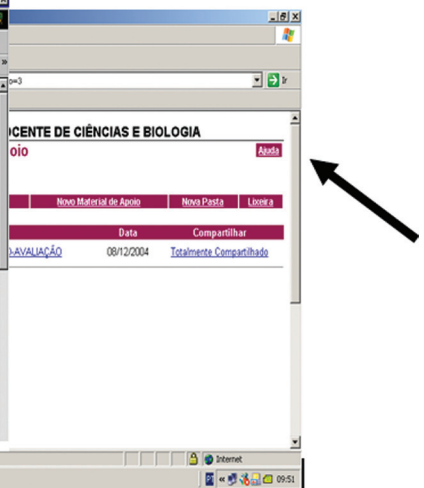 o=3
Ir
OCENTE DE CIÊNCIAS E BIOLOGIA
oio
Ajuda
Novo Material de Apoio Nova Pasta Lixeira
Data Compartilhar
O-AVALIAÇÃO 08/12/2004 Totalmente Compartilhado
Internet
PT « 09:51